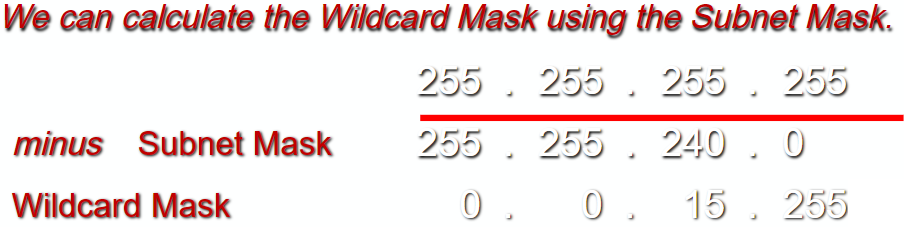 We can calculate the Wildcard Mask using the Subnet Mask.
255 . 255 . 255 . 255
minus Subnet Mask 255 . 255 . 240 . 0
Wildcard Mask 0 . 0 . 15 . 255